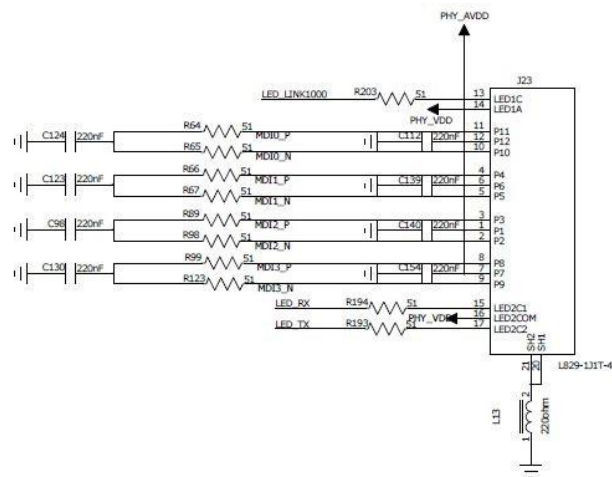 PHY_AVDD
J23
LED_LINK1000 R203 51 13 LED1C
14 LED1A
PHY_VDD
C124 220nF R64 51 MDI0_P C112 220nF 11 P11
12 P12
R65 51 MDI0_N 10 P10
C123 220nF R66 51 MDI1_P C139 220nF 4 P4
6 P6
R67 51 MDI1_N 5 P5
C98 220nF R89 51 MDI2_P C140 220nF 3 P3
1 P1
R98 51 MDI2_N 2 P2
C130 220nF R99 51 MDI3_P C154 220nF 8 P8
7 P7
R123 51 MDI3_N 9 P9
LED_RX R194 51 15 LED2C1
PHY_VDD 16 LED2COM
LED_TX R193 51 17 LED2C2
SH2 SH1
21 20
L829-1J1T-4
L13 2 1 220ohm